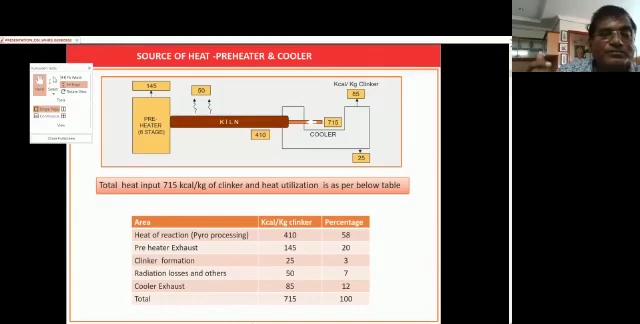 SOURCE OF HEAT -PREHEATER & COOLER
145
50
Kcal/ Kg Clinker
85
PRE-
HEATER
(6 STAGE)
KILN
715
410
COOLER
25
Total heat input 715 kcal/kg of clinker and heat utilization is as per below table
Area Kcal/Kg clinker Percentage
Heat of reaction (Pyro processing) 410 58
Pre heater Exhaust 145 20
Clinker formation 25 3
Radiation losses and others 50 7
Cooler Exhaust 85 12
Total 715 100